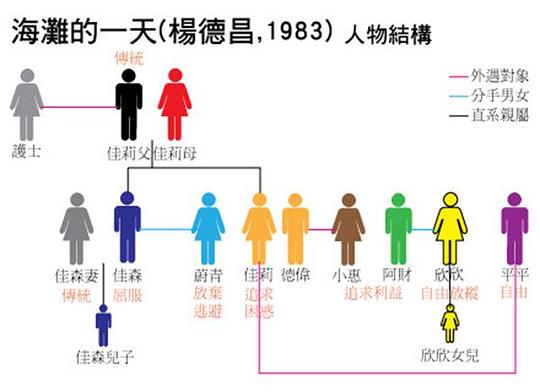 海灘的一天(楊德昌,1983) 人物結構
傳統
外遇對象
分手男女
直系親屬
護士 佳莉父 佳莉母
佳森妻 佳森 蔚青 佳莉 德偉 小惠 阿財 欣欣 平平
傳統 屈服 放棄 追求 追求利益 自由放縱 自由
逃避 困惑
佳森兒子 欣欣女兒